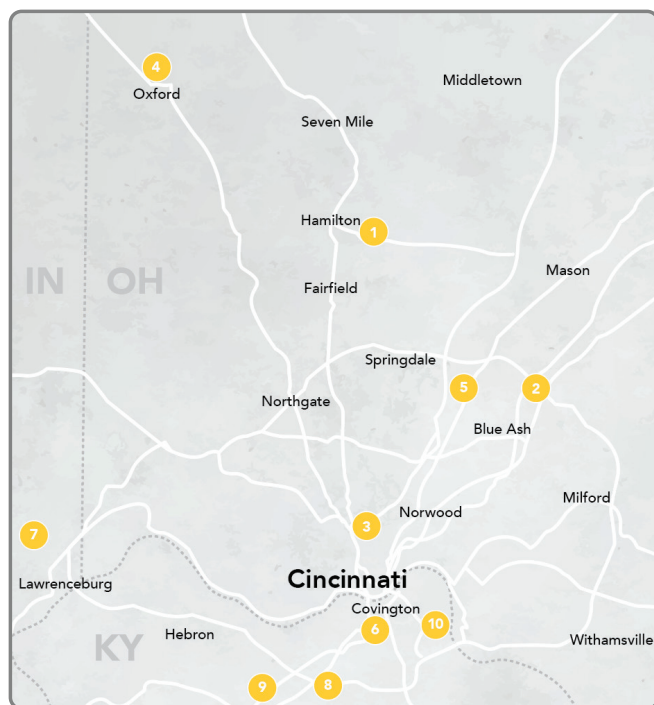 4
Oxford
Middletown
Seven Mile
Hamilton
1
IN
OH
Mason
Fairfield
Springdale
5
2
Northgate
Blue Ash
Milford
Norwood
3
7
Cincinnati
Lawrenceburg
Covington
10
6
Hebron
KY
Withamsville
8
9